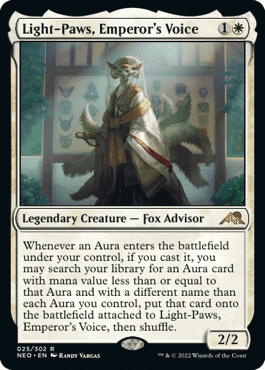 Light-Paws, Emperor's Voice 1
Legendary Creature — Fox Advisor
Whenever an Aura enters the battlefield
under your control, if you cast it, you
may search your library for an Aura card
with mana value less than or equal to
that Aura and with a different name than
each Aura you control, put that card onto
the battlefield attached to Light-Paws,
Emperor's Voice, then shuffle.
2/2
025/302 R
NEO • EN RANDY VARGAS
™ & © 2022 Wizards of the Coast